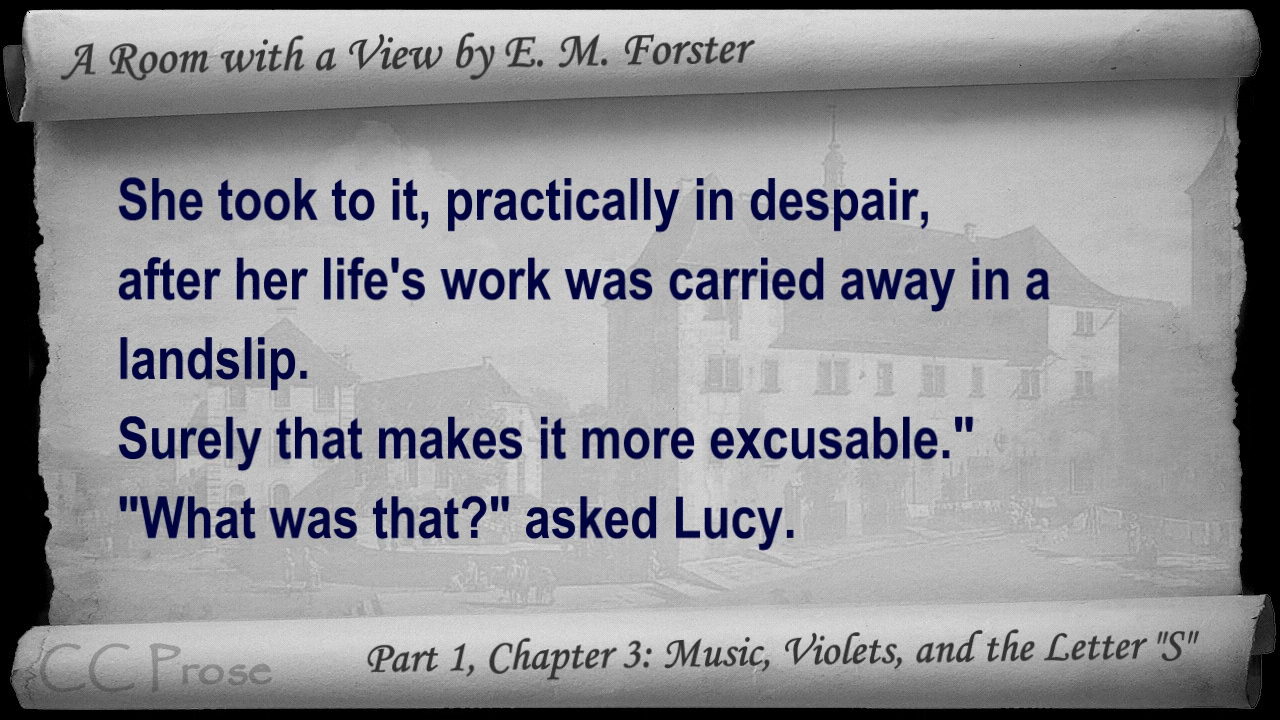 A Room with a View by E. M. Forster
She took to it, practically in despair,
after her life's work was carried away in a
landslip.
Surely that makes it more excusable."
"What was that?" asked Lucy.
CC Prose
Part 1, Chapter 3: Music, Violets, and the Letter "S"